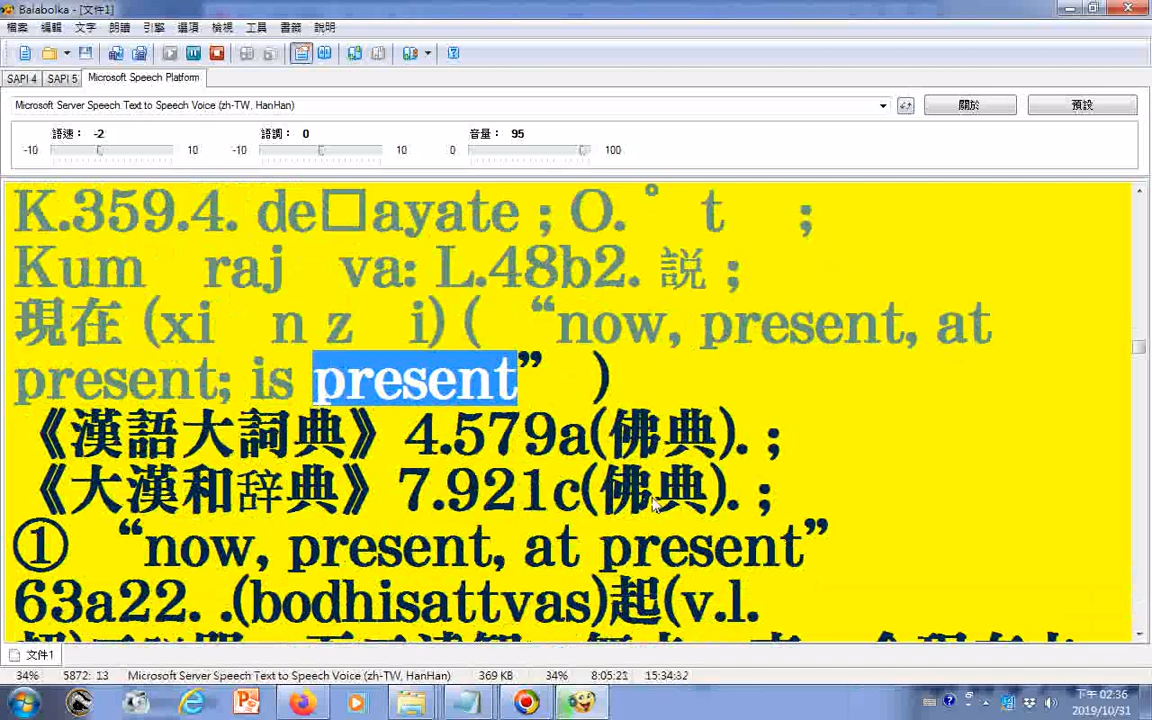 Balabolka - [文件1]
檔案 編輯 文字 朗讀 引擎 選項 檢視 工具 書籤 說明
SAPI 4 SAPI 5 Microsoft Speech Platform
Microsoft Server Speech Text to Speech Voice (zh-TW, HanHan) 關於 預設
語速： -2 語調： 0 音量： 95
-10 10 -10 10 0 100
K.359.4. de□ayate ; O. ° t ;
Kum raj va: L.48b2. 説 ;
現在 (xi n z i) ( “now, present, at
present; is present” )
《漢語大詞典》 4.579a(佛典). ;
《大漢和辞典》 7.921c(佛典). ;
① “now, present, at present”
63a22. .(bodhisattvas)起(v.l.
文件1
34% 5872: 13 Microsoft Server Speech Text to Speech Voice (zh-TW, HanHan) 369 KB 34% 8:05:21 15:34:32
下午 02:36
2019/10/31